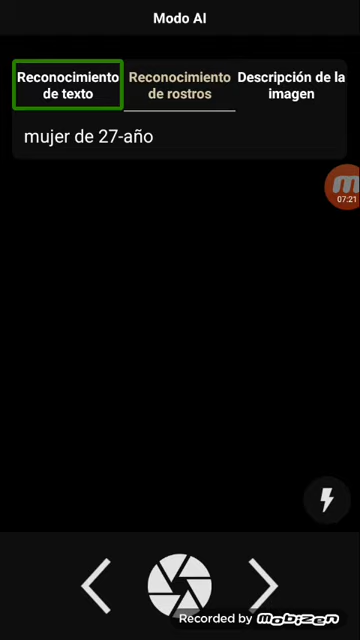 Modo AI
Reconocimiento de texto
Reconocimiento de rostros
Descripción de la imagen
mujer de 27-año
07:21
Recorded by Mobizen